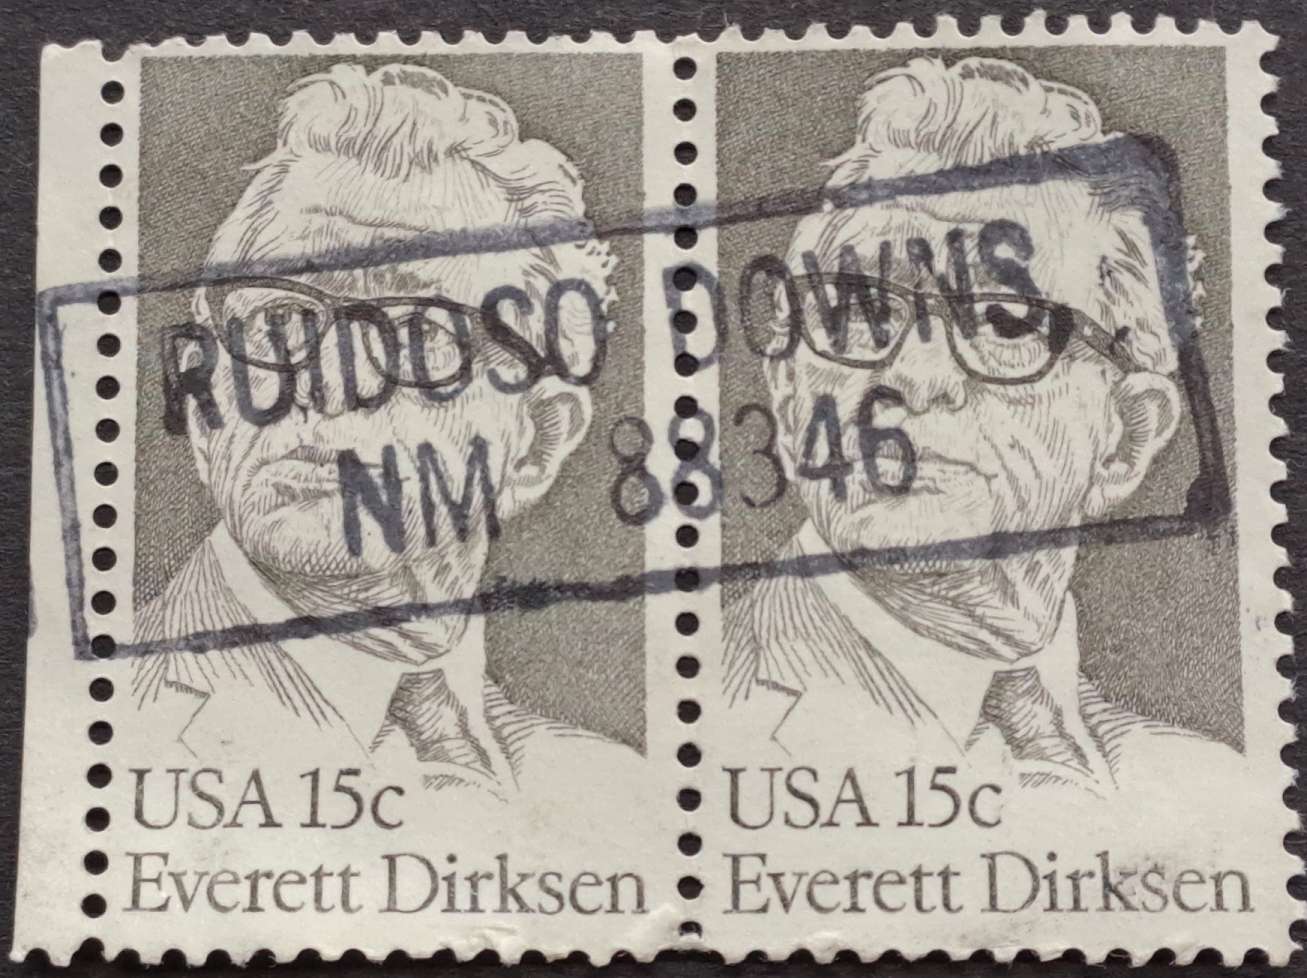 RUIDOSO DOWNS
NM 88346
USA 15c
Everett Dirksen
USA 15c
Everett Dirksen